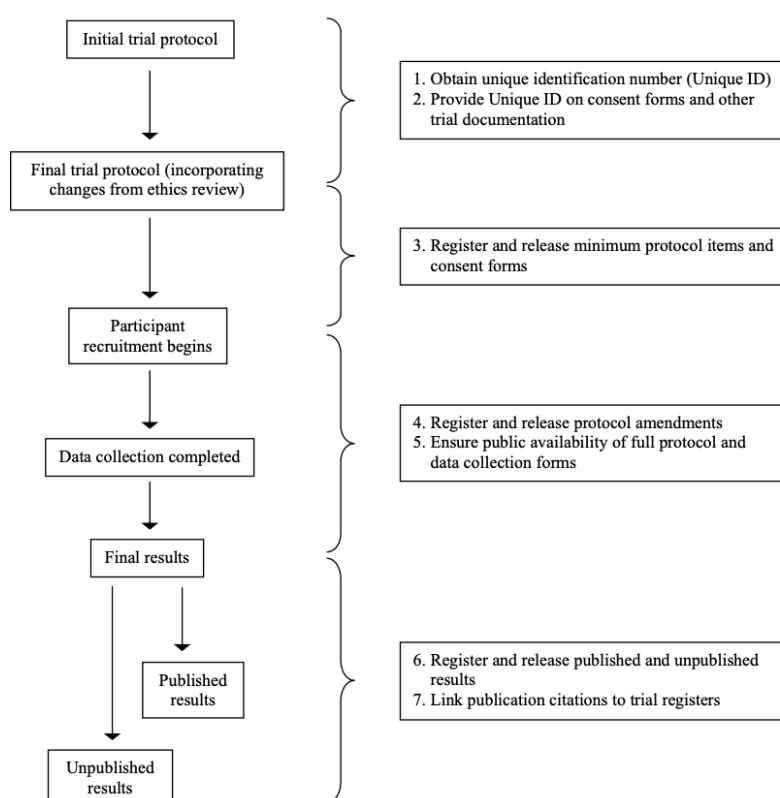 Initial trial protocol
1. Obtain unique identification number (Unique ID)
2. Provide Unique ID on consent forms and other
trial documentation
Final trial protocol (incorporating
changes from ethics review)
3. Register and release minimum protocol items and
consent forms
Participant
recruitment begins
4. Register and release protocol amendments
5. Ensure public availability of full protocol and
data collection forms
Data collection completed
Final results
6. Register and release published and unpublished
results
7. Link publication citations to trial registers
Published
results
Unpublished
results